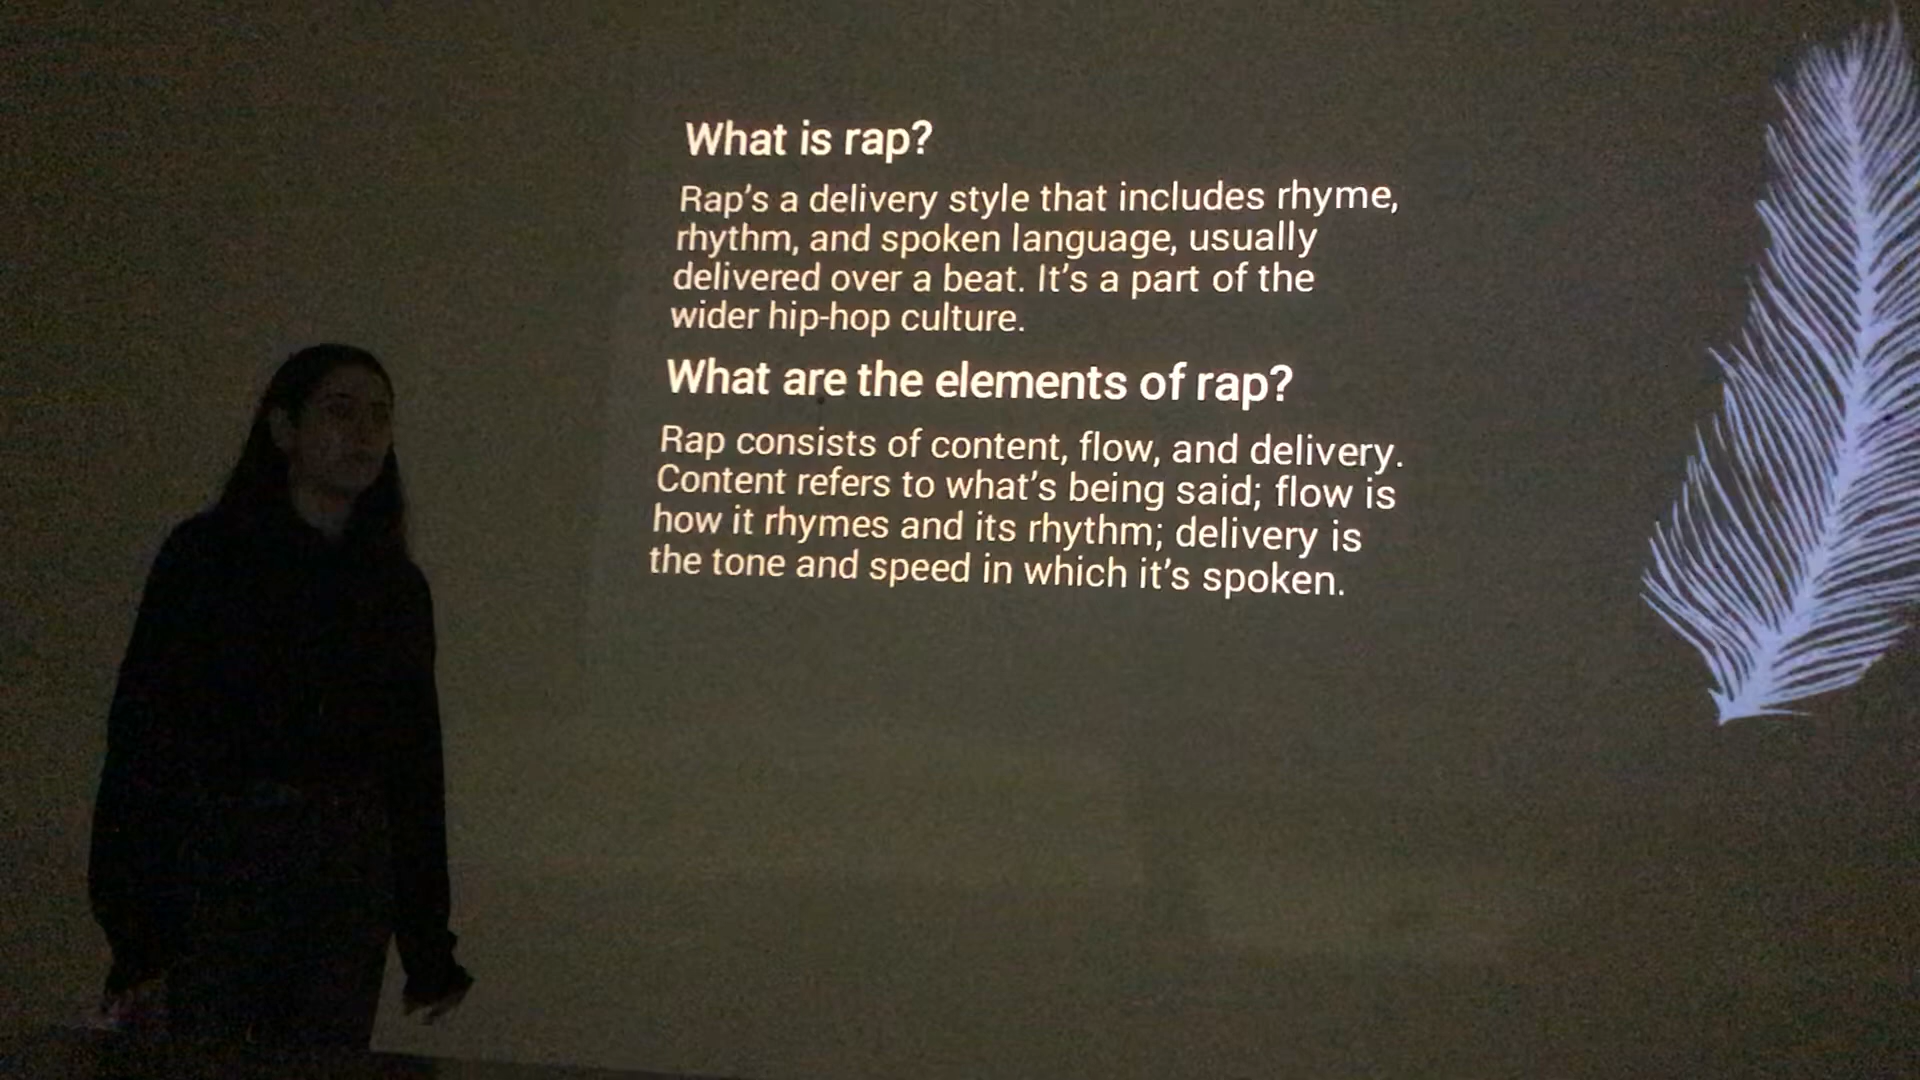 What is rap?
Rap's a delivery style that includes rhyme,
rhythm, and spoken language, usually
delivered over a beat. It's a part of the
wider hip-hop culture.
What are the elements of rap?
Rap consists of content, flow, and delivery.
Content refers to what's being said; flow is
how it rhymes and its rhythm; delivery is
the tone and speed in which it's spoken.